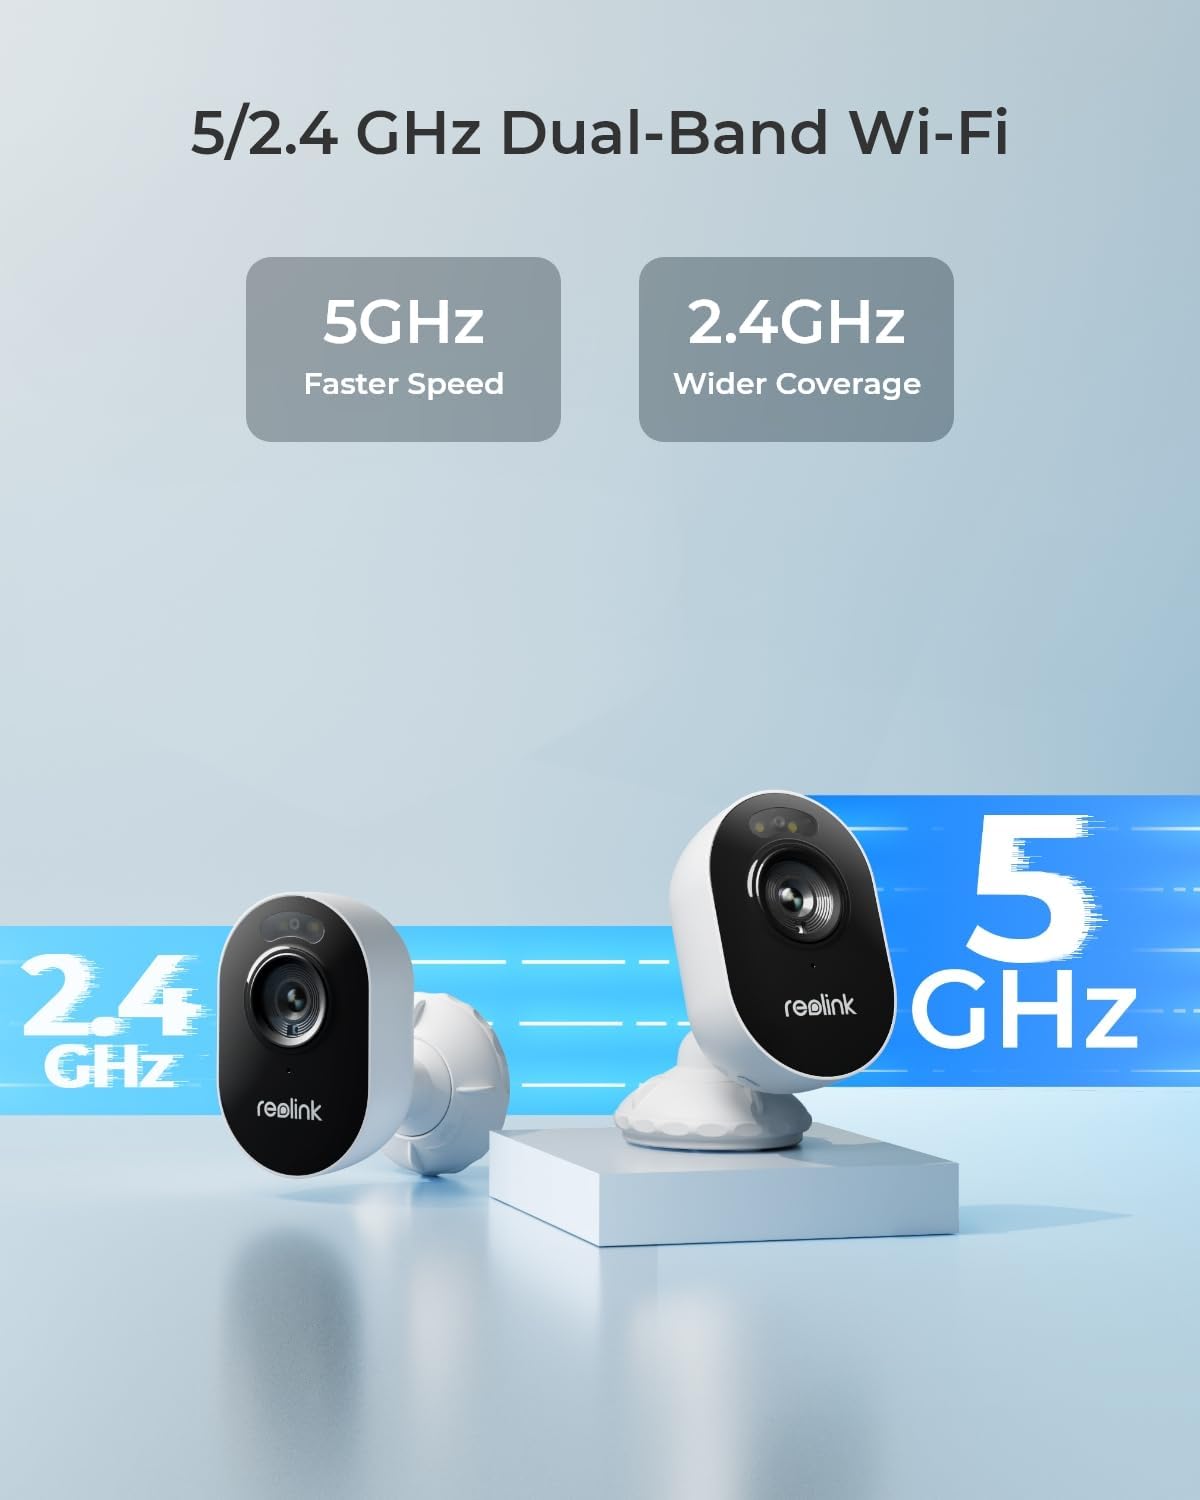 5/2.4 GHz Dual-Band Wi-Fi
5GHz
Faster Speed
2.4GHz
Wider Coverage
5
GHz
2.4
GHz
reolink
reolink